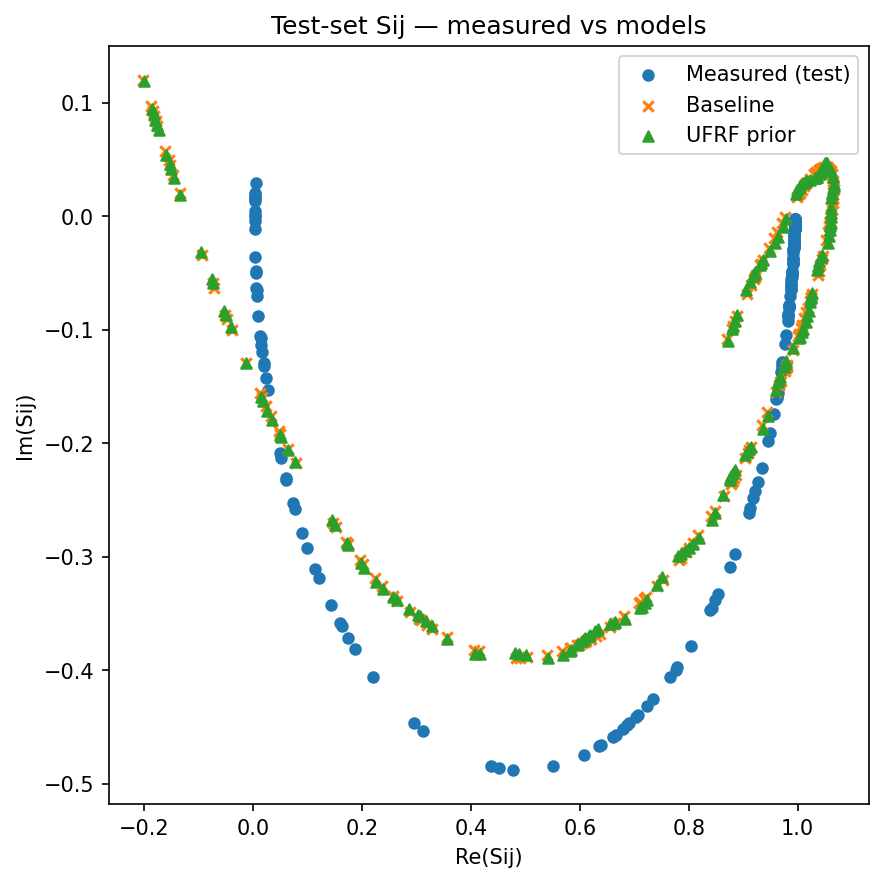 Test-set Sij — measured vs models
Measured (test)
Baseline
UFRF prior
0.1
0.0
−0.1
−0.2
−0.3
−0.4
−0.5
Im(Sij)
−0.2
0.0
0.2
0.4
0.6
0.8
1.0
Re(Sij)